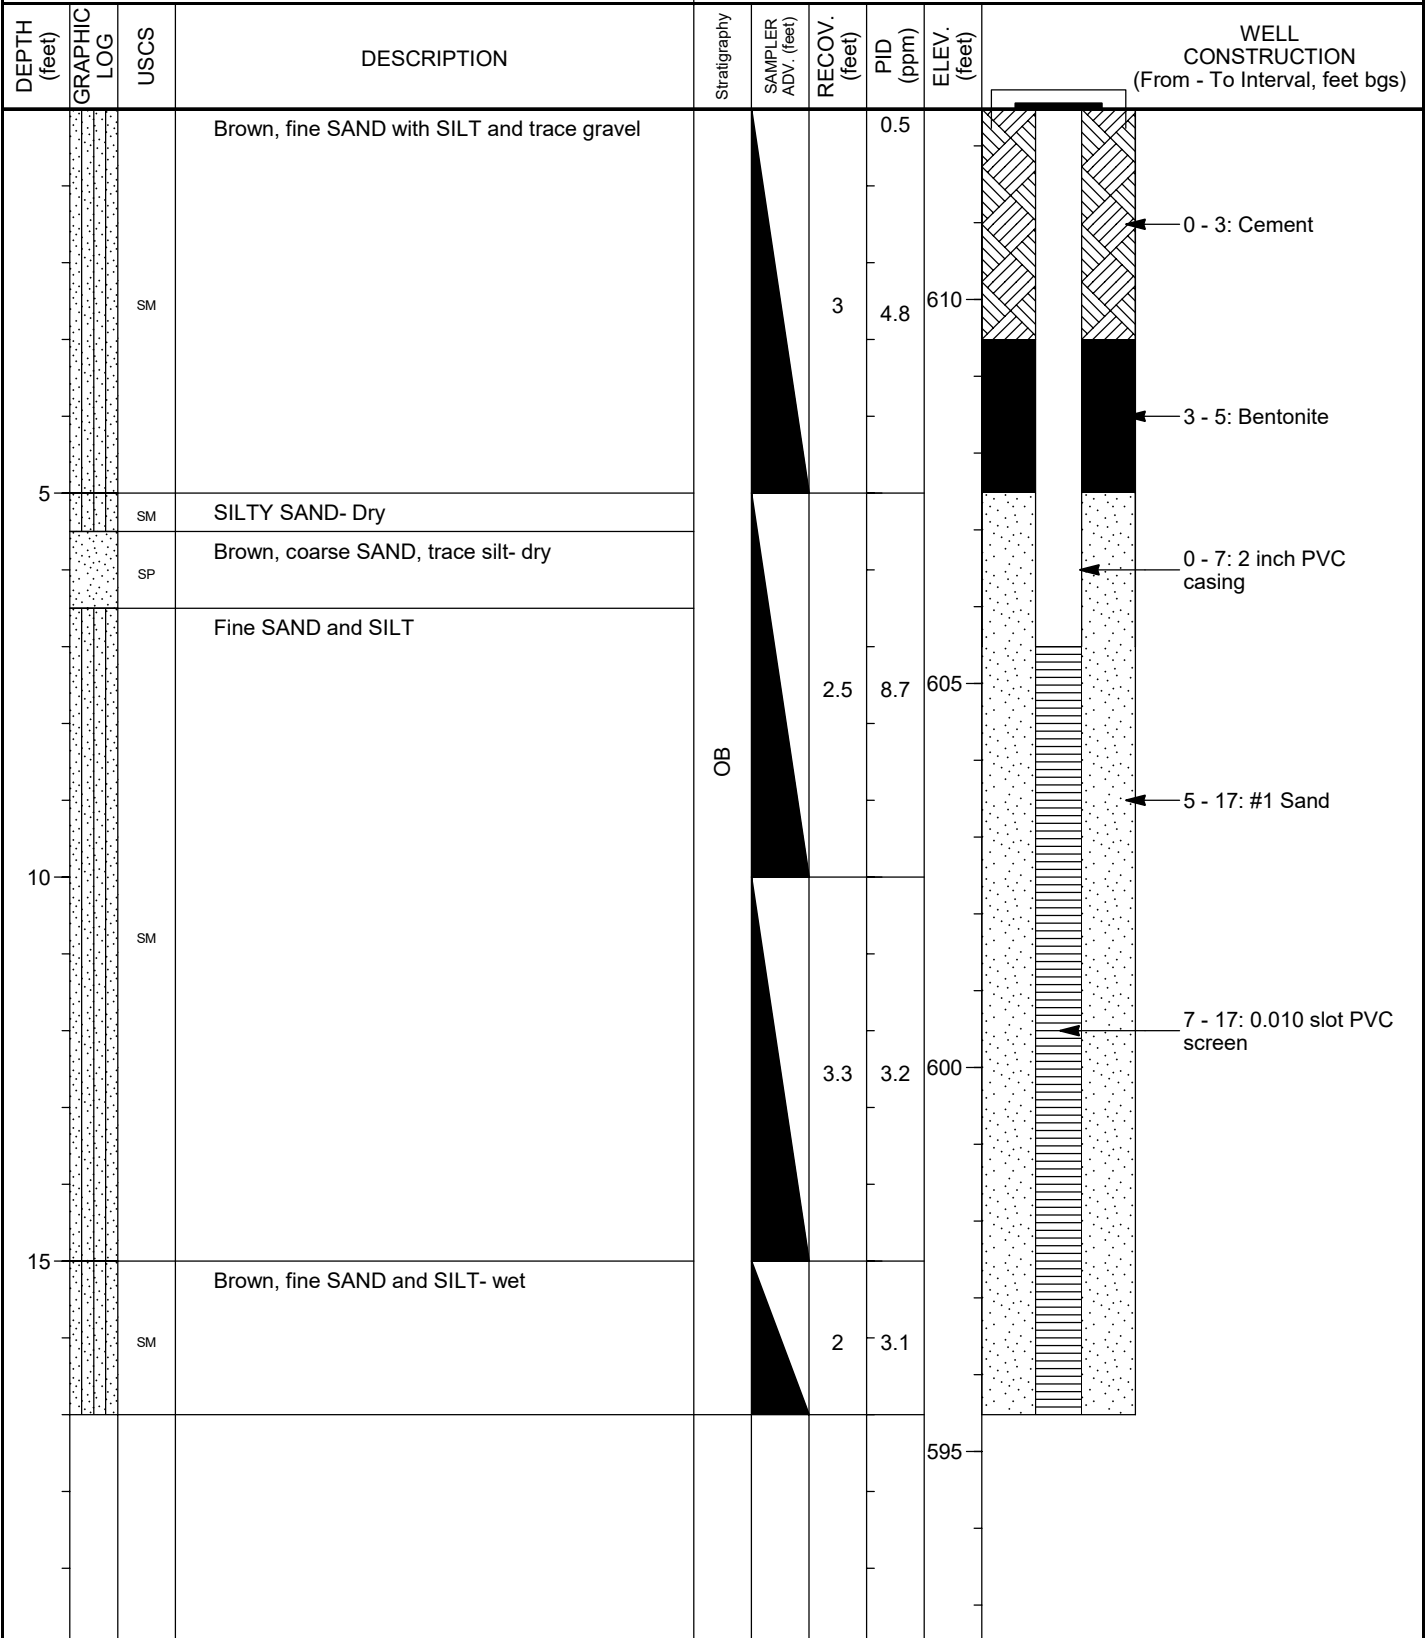 DEPTH
(feet)
GRAPHIC
LOG
USCS
DESCRIPTION
Stratigraphy
SAMPLER
ADV. (feet)
RECOV.
(feet)
PID
(ppm)
ELEV.
(feet)
WELL
CONSTRUCTION
(From - To Interval, feet bgs)
Brown, fine SAND with SILT and trace gravel
0.5
0 - 3: Cement
SM
3
4.8
610
3 - 5: Bentonite
5
SM
SILTY SAND- Dry
Brown, coarse SAND, trace silt- dry
SP
0 - 7: 2 inch PVC
casing
Fine SAND and SILT
2.5
8.7
605
OB
5 - 17: #1 Sand
10
SM
7 - 17: 0.010 slot PVC
screen
3.3
3.2
600
15
Brown, fine SAND and SILT- wet
SM
2
3.1
595